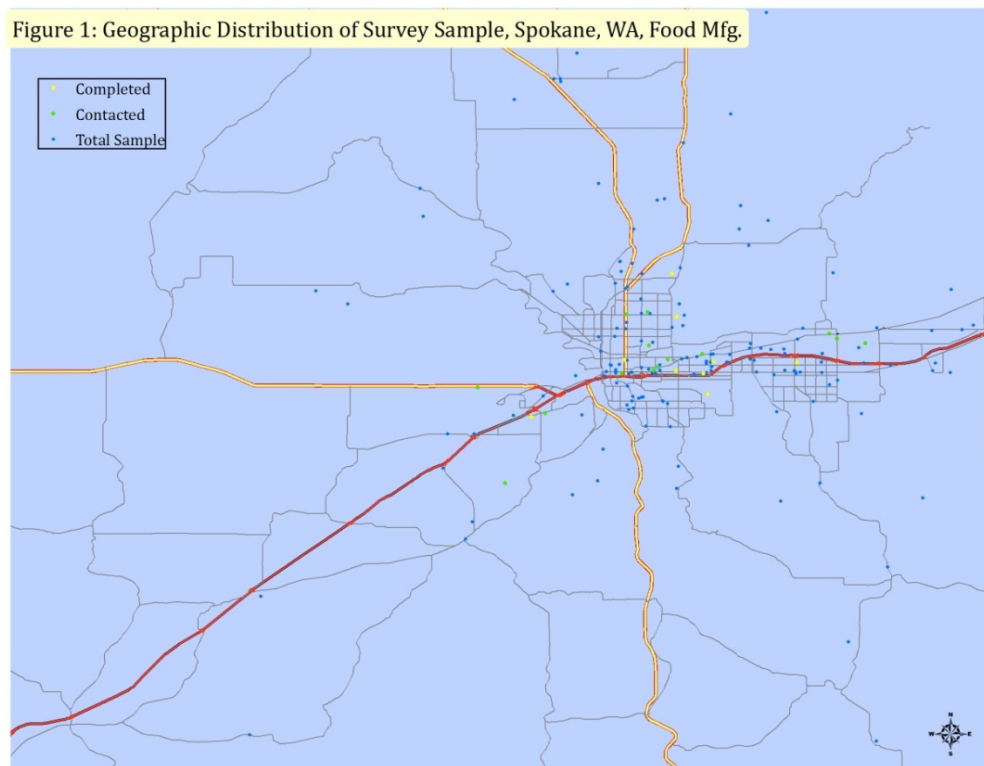 Figure 1: Geographic Distribution of Survey Sample, Spokane, WA, Food Mfg.
Completed
Contacted
Total Sample
N
W E
S